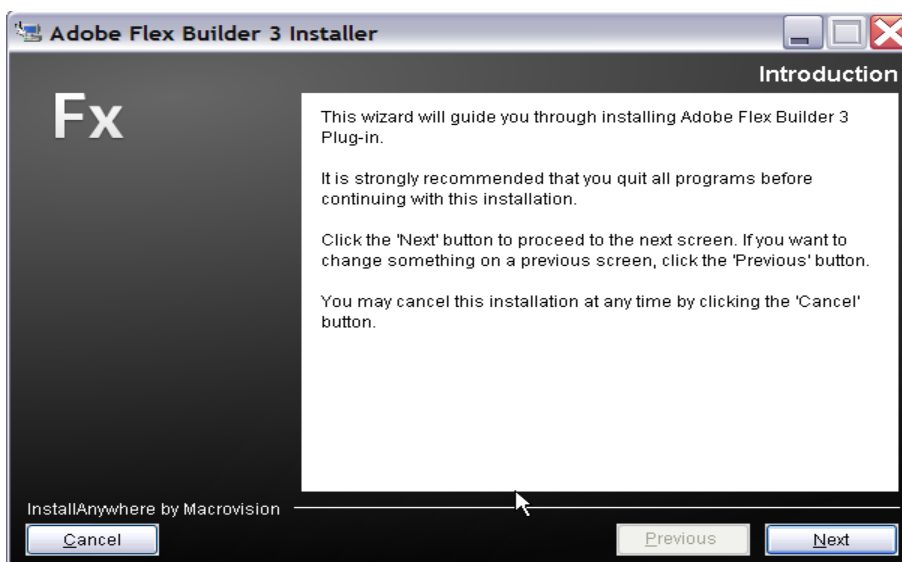 Adobe Flex Builder 3 Installer
Introduction
Fx
This wizard will guide you through installing Adobe Flex Builder 3
Plug-in.
It is strongly recommended that you quit all programs before
continuing with this installation.
Click the 'Next' button to proceed to the next screen. If you want to
change something on a previous screen, click the 'Previous' button.
You may cancel this installation at any time by clicking the 'Cancel'
button.
InstallAnywhere by Macrovision
Cancel Previous Next